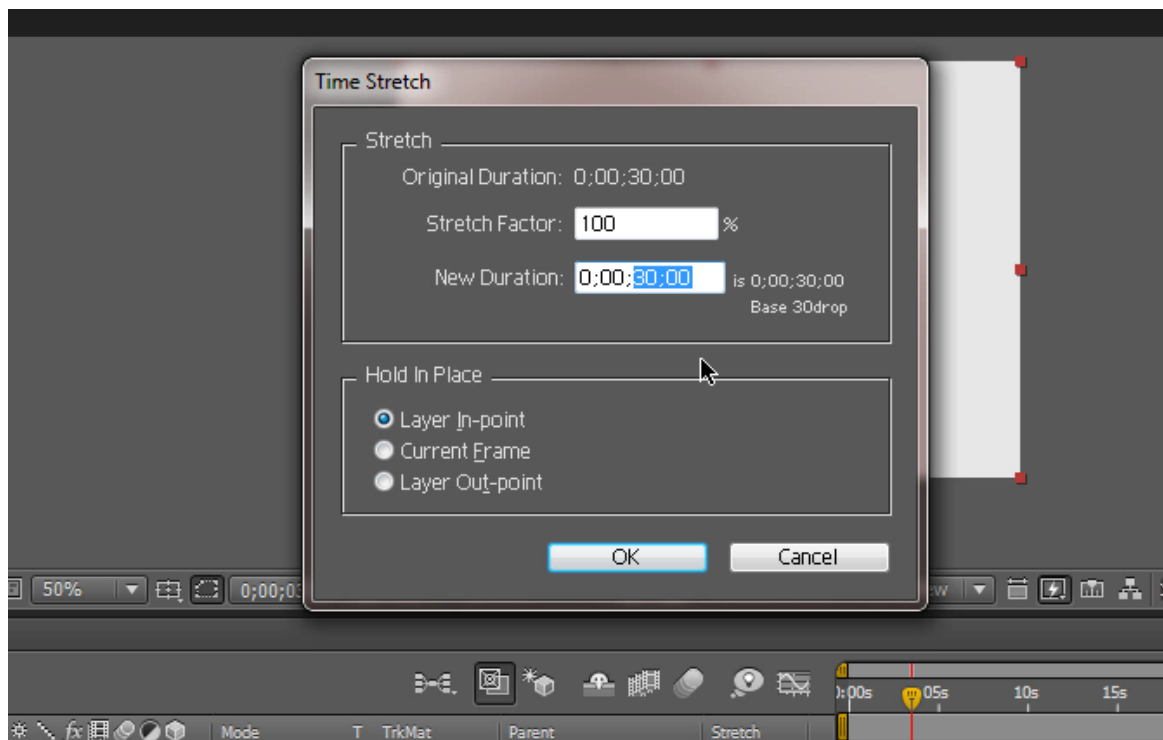 Time Stretch
Stretch
Original Duration: 0;00;30;00
Stretch Factor: 100 %
New Duration: 0;00;30;00 is 0;00;30;00
Base 30drop
Hold In Place
Layer In-point
Current Frame
Layer Out-point
OK Cancel
50% 0;00;0
):00s 05s 10s 15s
fx Mode T TrkMat Parent Stretch